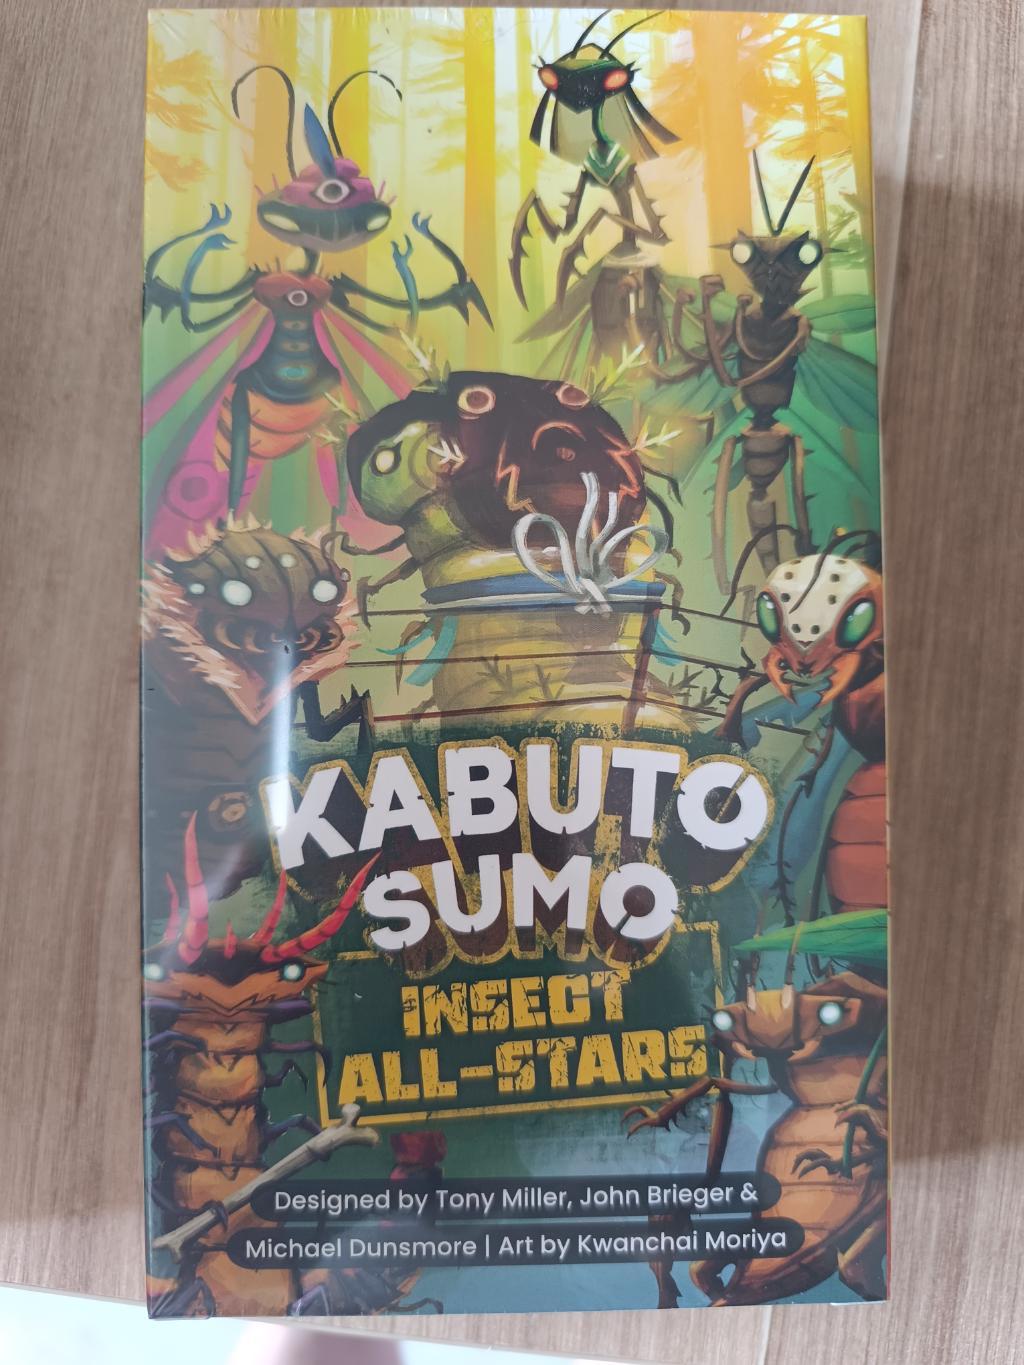 KABUTO
SUMO
INSECT
ALL-STARS
Designed by Tony Miller, John Brieger &
Michael Dunsmore | Art by Kwanchai Moriya